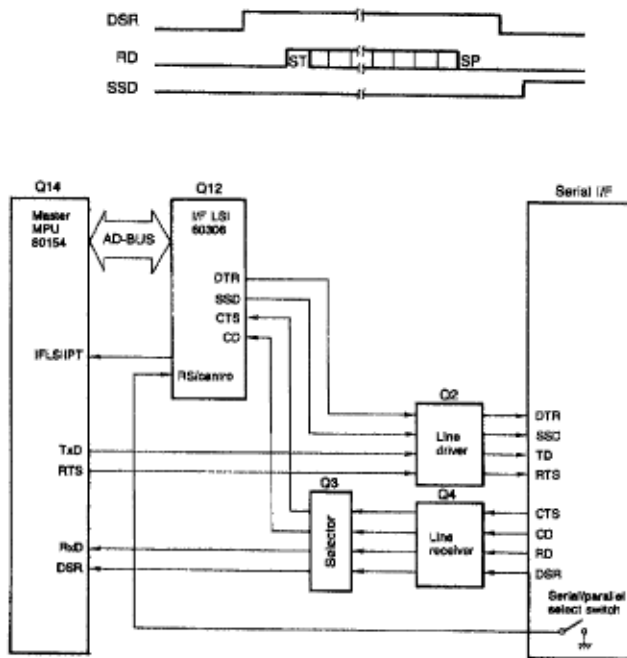 DSR
RD
ST
SP
SSD
Q14
Q12
Serial I/F
Master
MPU
80154
AD-BUS
I/F LSI
60306
DTR
SSD
CTS
CD
IFLSIIPT
RS/centro
Q2
Line
driver
DTR
SSD
TD
RTS
TxD
RTS
Q3
Selector
Q4
Line
receiver
CTS
CD
RD
DSR
RxD
DSR
Serial/parallel
select switch